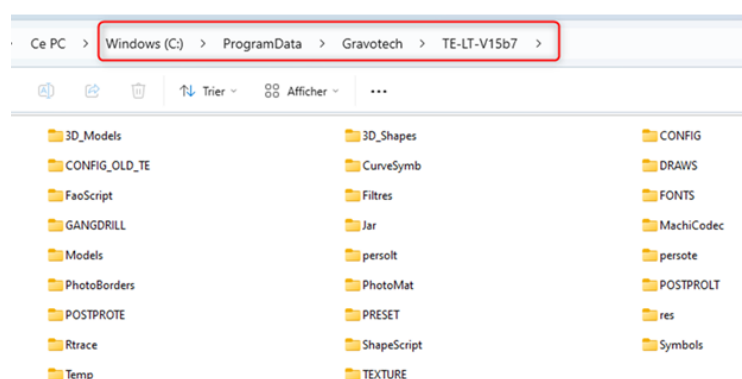 Ce PC > Windows (C:) > ProgramData > Gravotech > TE-LT-V15b7 >
Trier Afficher ...
3D_Models 3D_Shapes CONFIG
CONFIG_OLD_TE CurveSymb DRAWS
FaoScript Filtres FONTS
GANGDRILL Jar MachiCodec
Models persolt persote
PhotoBorders PhotoMat POSTPROLT
POSTPROTE PRESET res
Rtrace ShapeScript Symbols
Temp TEXTURE